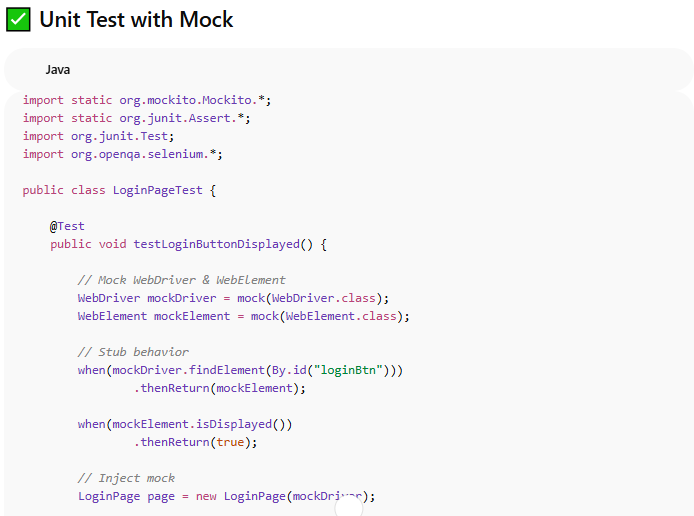 ✅ Unit Test with Mock
Java
import static org.mockito.Mockito.*;
import static org.junit.Assert.*;
import org.junit.Test;
import org.openqa.selenium.*;
public class LoginPageTest {
@Test
public void testLoginButtonDisplayed() {
// Mock WebDriver & WebElement
WebDriver mockDriver = mock(WebDriver.class);
WebElement mockElement = mock(WebElement.class);
// Stub behavior
when(mockDriver.findElement(By.id("loginBtn")))
.thenReturn(mockElement);
when(mockElement.isDisplayed())
.thenReturn(true);
// Inject mock
LoginPage page = new LoginPage(mockDriver);